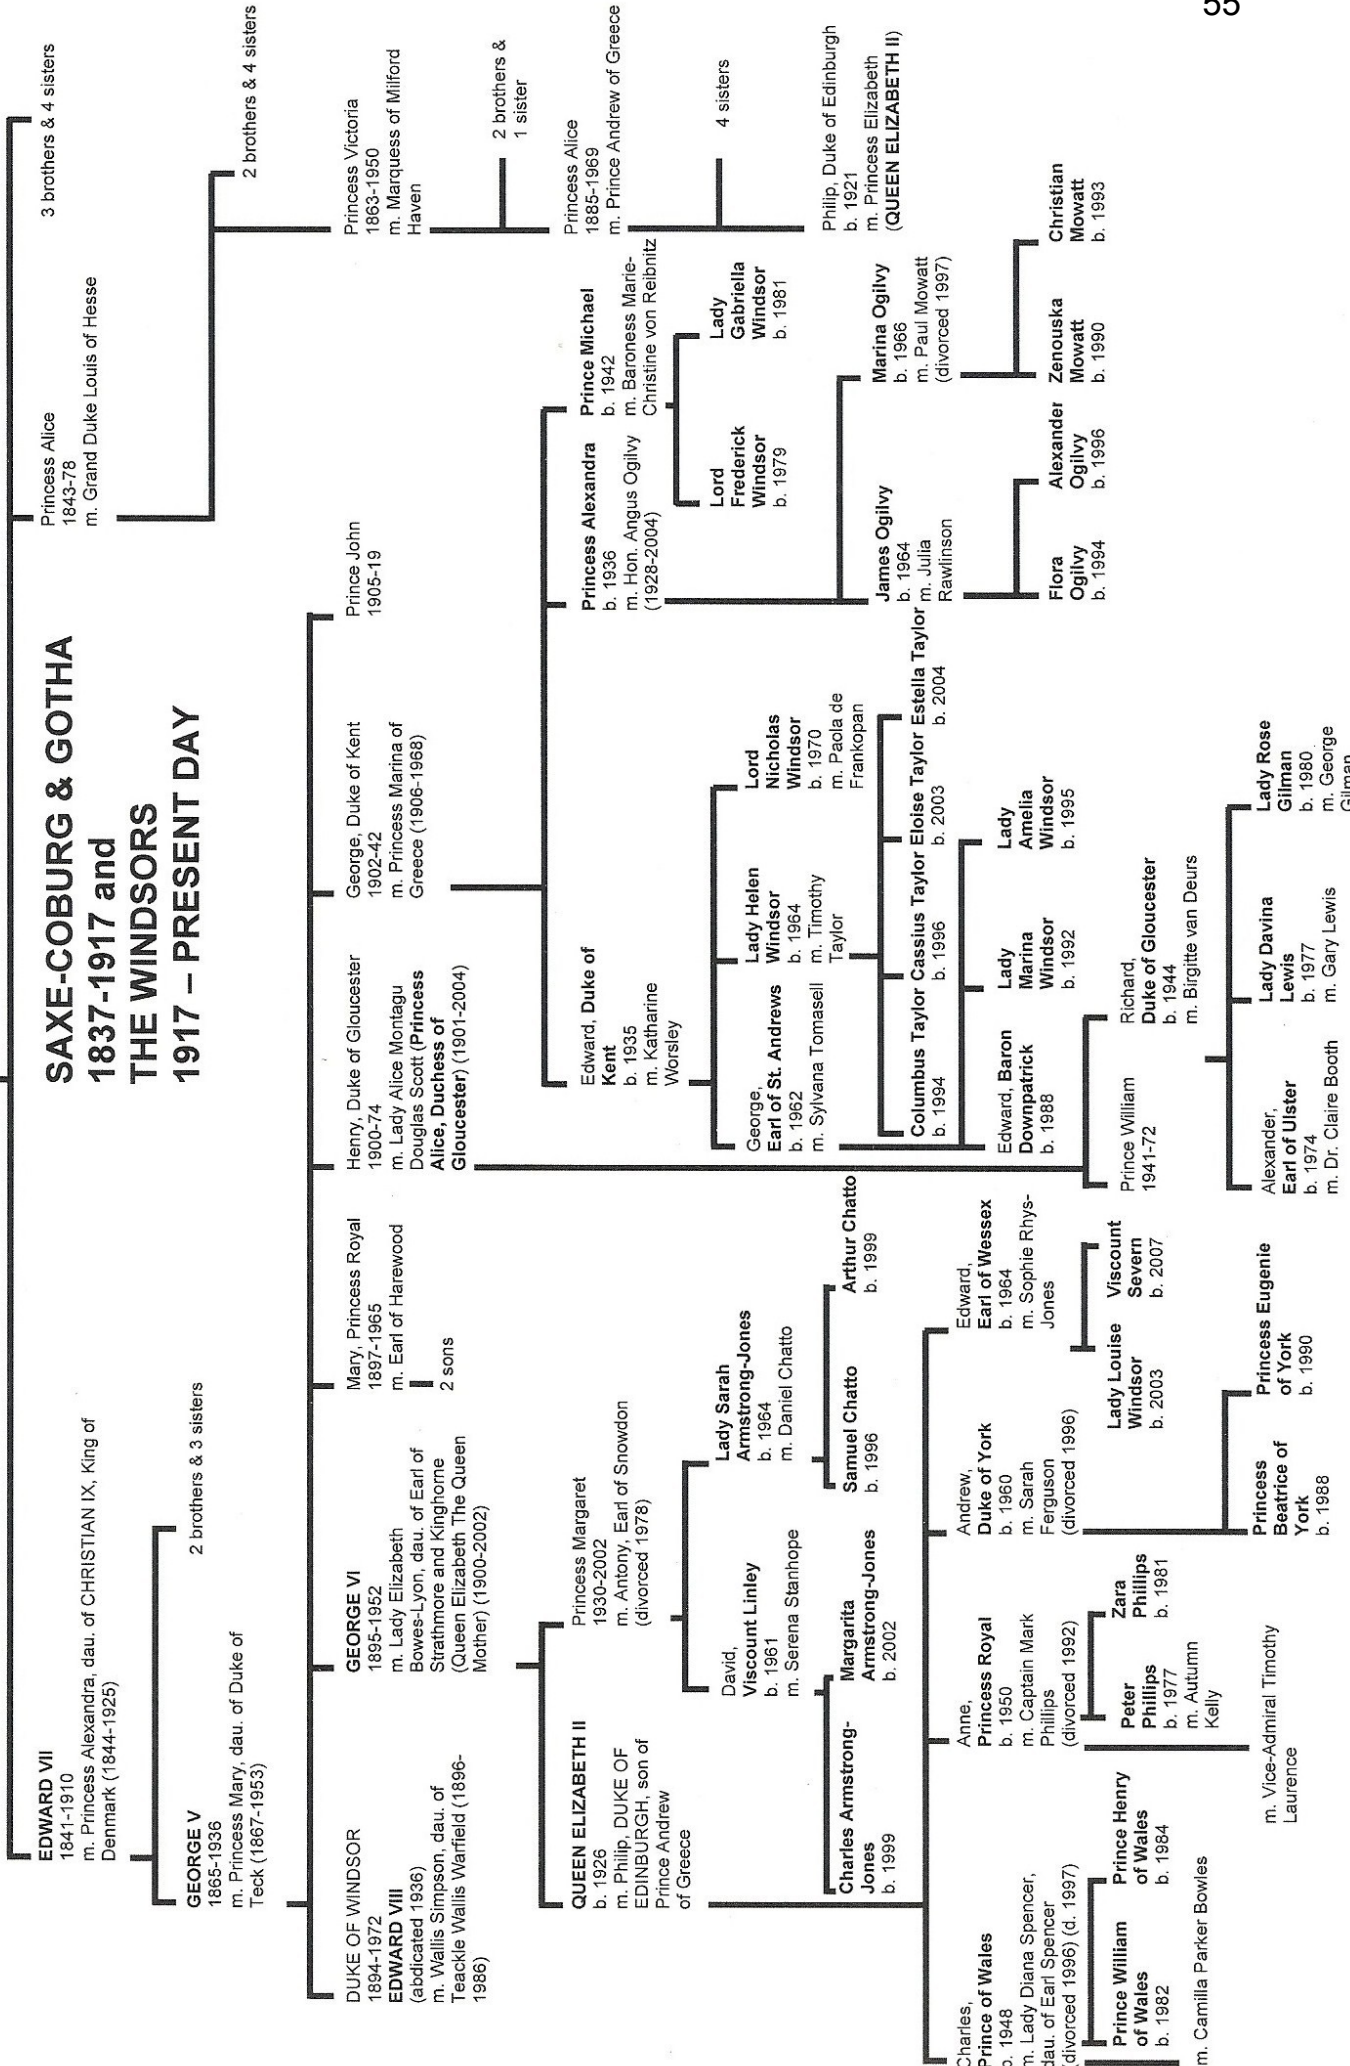 55
SAXE-COBURG & GOTHA
1837-1917 and
THE WINDSORS
1917 – PRESENT DAY
EDWARD VII
1841-1910
m. Princess Alexandra, dau. of CHRISTIAN IX, King of
Denmark (1844-1925)
Princess Alice
1843-78
m. Grand Duke Louis of Hesse
3 brothers & 4 sisters
GEORGE V
1865-1936
m. Princess Mary, dau. of Duke of
Teck (1867-1953)
2 brothers & 3 sisters
2 brothers & 4 sisters
DUKE OF WINDSOR
1894-1972
EDWARD VIII
(abdicated 1936)
m. Wallis Simpson, dau. of
Teackle Wallis Warfield (1896-
1986)
GEORGE VI
1895-1952
m. Lady Elizabeth
Bowes-Lyon, dau. of Earl of
Strathmore and Kinghorne
(Queen Elizabeth The Queen
Mother) (1900-2002)
Mary, Princess Royal
1897-1965
m. Earl of Harewood
2 sons
Henry, Duke of Gloucester
1900-74
m. Lady Alice Montagu
Douglas Scott (Princess
Alice, Duchess of
Gloucester) (1901-2004)
George, Duke of Kent
1902-42
m. Princess Marina of
Greece (1906-1968)
Prince John
1905-19
Princess Victoria
1863-1950
m. Marquess of Milford
Haven
2 brothers &
1 sister
QUEEN ELIZABETH II
b. 1926
m. Philip, DUKE OF
EDINBURGH, son of
Prince Andrew
of Greece
Princess Margaret
1930-2002
m. Antony, Earl of Snowdon
(divorced 1978)
Edward, Duke of
Kent
b. 1935
m. Katharine
Worsley
Princess Alexandra
b. 1936
m. Hon. Angus Ogilvy
(1928-2004)
Prince Michael
b. 1942
m. Baroness Marie-
Christine von Reibnitz
Princess Alice
1885-1969
m. Prince Andrew of Greece
4 sisters
David,
Viscount Linley
b. 1961
m. Serena Stanhope
Lady Sarah
Armstrong-Jones
b. 1964
m. Daniel Chatto
George,
Earl of St. Andrews
b. 1962
m. Sylvana Tomasell
Lady Helen
Windsor
b. 1964
m. Timothy
Taylor
Lord
Nicholas
Windsor
b. 1970
m. Paola de
Frankopan
Lord
Frederick
Windsor
b. 1979
Lady
Gabriella
Windsor
b. 1981
Philip, Duke of Edinburgh
b. 1921
m. Princess Elizabeth
(QUEEN ELIZABETH II)
Charles Armstrong-
Jones
b. 1999
Margarita
Armstrong-Jones
b. 2002
Samuel Chatto
b. 1996
Arthur Chatto
b. 1999
Columbus Taylor
b. 1994
Cassius Taylor
b. 1996
Eloise Taylor
b. 2003
Estella Taylor
b. 2004
James Ogilvy
b. 1964
m. Julia
Rawlinson
Marina Ogilvy
b. 1966
m. Paul Mowatt
(divorced 1997)
Charles,
Prince of Wales
b. 1948
m. Lady Diana Spencer,
dau. of Earl Spencer
(divorced 1996) (d. 1997)
Anne,
Princess Royal
b. 1950
m. Captain Mark
Phillips
(divorced 1992)
Andrew,
Duke of York
b. 1960
m. Sarah
Ferguson
(divorced 1996)
Edward,
Earl of Wessex
b. 1964
m. Sophie Rhys-
Jones
Edward, Baron
Downpatrick
b. 1988
Lady
Marina
Windsor
b. 1992
Lady
Amelia
Windsor
b. 1995
Flora
Ogilvy
b. 1994
Alexander
Ogilvy
b. 1996
Zenouska
Mowatt
b. 1990
Christian
Mowatt
b. 1993
Prince William
of Wales
b. 1982
Prince Henry
of Wales
b. 1984
m. Camilla Parker Bowles
Peter
Phillips
b. 1977
m. Autumn
Kelly
Zara
Phillips
b. 1981
m. Vice-Admiral Timothy
Laurence
Lady Louise
Windsor
b. 2003
Viscount
Severn
b. 2007
Prince William
1941-72
Richard,
Duke of Gloucester
b. 1944
m. Birgitte van Deurs
Princess
Beatrice of
York
b. 1988
Princess Eugenie
of York
b. 1990
Alexander,
Earl of Ulster
b. 1974
m. Dr. Claire Booth
Lady Davina
Lewis
b. 1977
m. Gary Lewis
Lady Rose
Gilman
b. 1980
m. George
Gilman